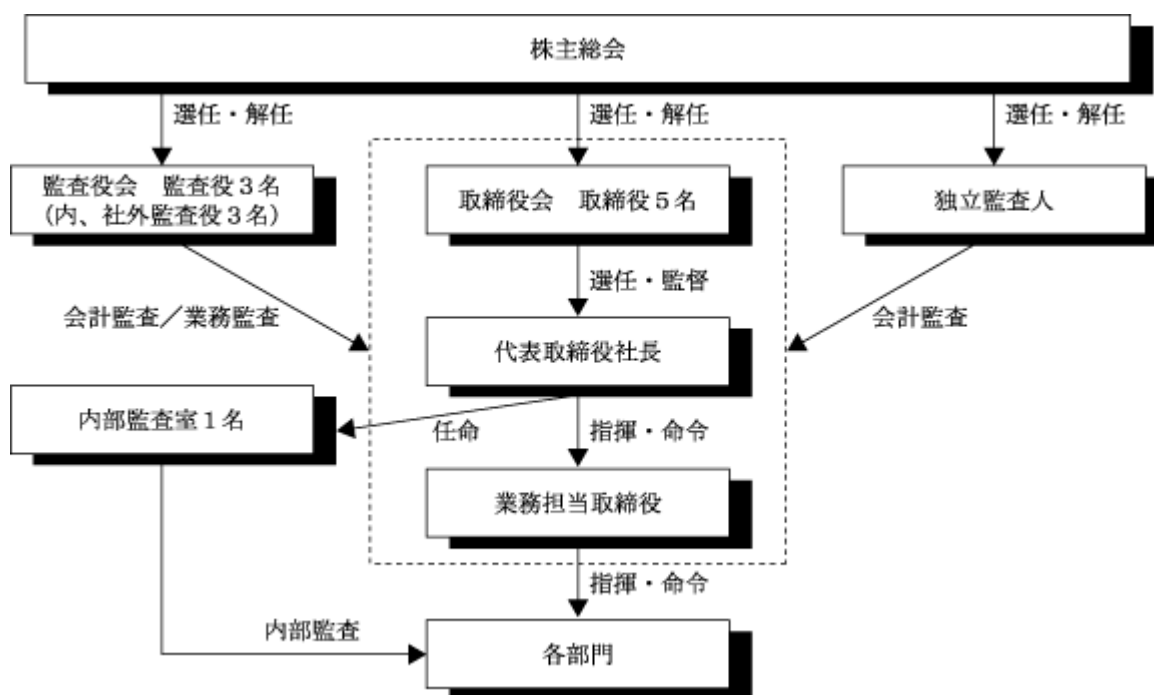 株主総会
選任・解任
選任・解任
選任・解任
監査役会　監査役３名
（内、社外監査役３名）
取締役会　取締役５名
独立監査人
選任・監督
会計監査／業務監査
会計監査
代表取締役社長
内部監査室１名
任命
指揮・命令
業務担当取締役
指揮・命令
内部監査
各部門